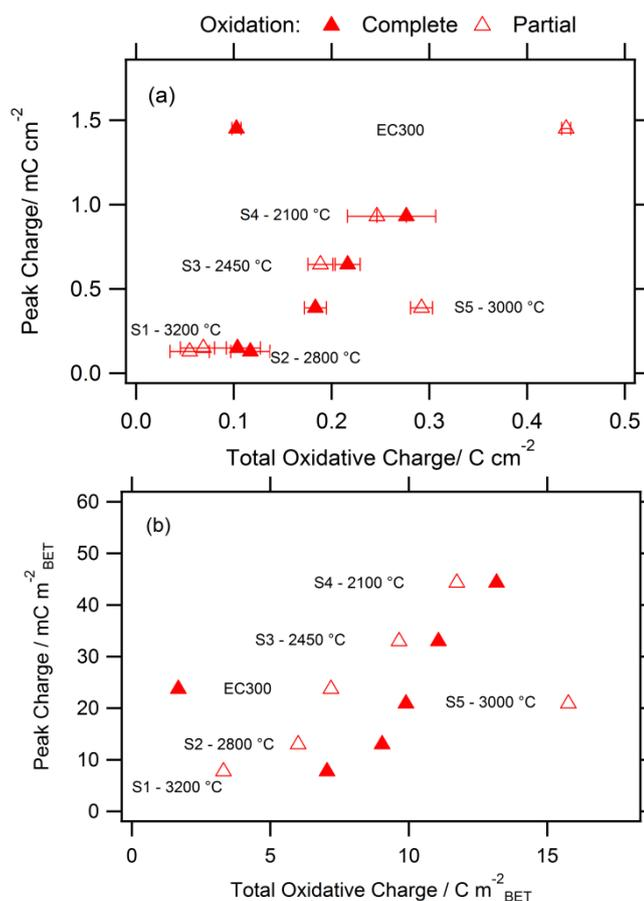 Oxidation: ▲ Complete △ Partial
(a)
Peak Charge/ mC cm⁻²
1.5
1.0
0.5
0.0
EC300
S4 - 2100 °C
S3 - 2450 °C
S5 - 3000 °C
S1 - 3200 °C
S2 - 2800 °C
0.0 0.1 0.2 0.3 0.4 0.5
Total Oxidative Charge/ C cm⁻²
(b)
Peak Charge / mC m⁻²BET
60
50
40
30
20
10
0
S4 - 2100 °C
S3 - 2450 °C
EC300
S5 - 3000 °C
S2 - 2800 °C
S1 - 3200 °C
0 5 10 15
Total Oxidative Charge / C m⁻²BET